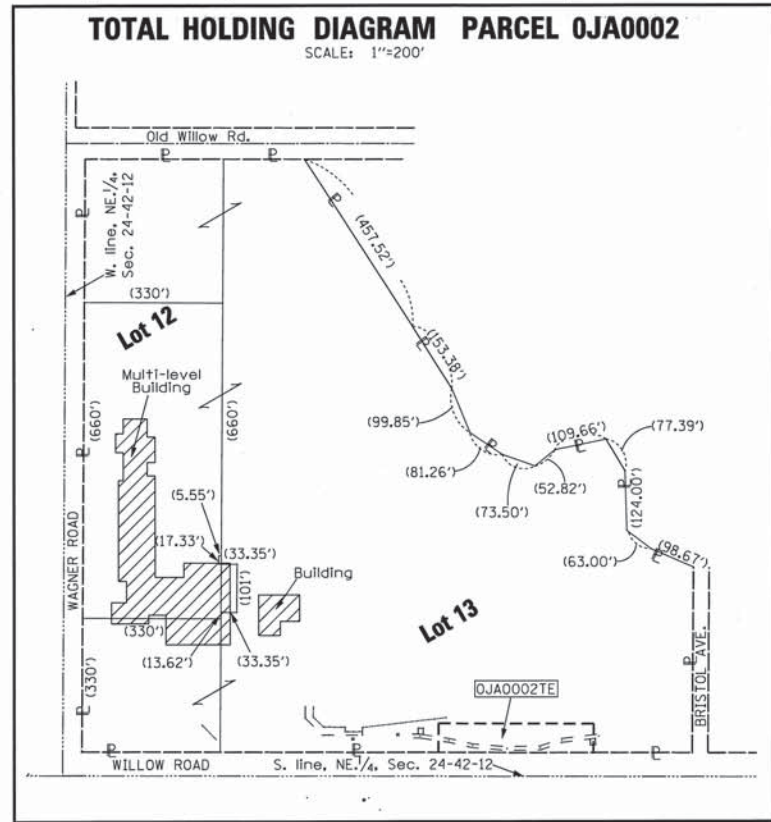 TOTAL HOLDING DIAGRAM PARCEL 0JA0002
SCALE: 1"=200'
Old Willow Rd.
W. line, NE.1/4,
Sec. 24-42-12
(457.52')
(330')
Lot 12
(153.38')
Multi-level
Building
(660')
(660')
(99.85')
(109.66')
(77.39')
(81.26')
(52.82')
(73.50')
(5.55')
(124.00')
(17.33')
(33.35')
(63.00')
(98.67')
WAGNER ROAD
(101')
Building
Lot 13
(330')
(13.62')
(33.35')
(330')
0JA0002TE
BRISTOL AVE.
WILLOW ROAD
S. line, NE.1/4, Sec. 24-42-12